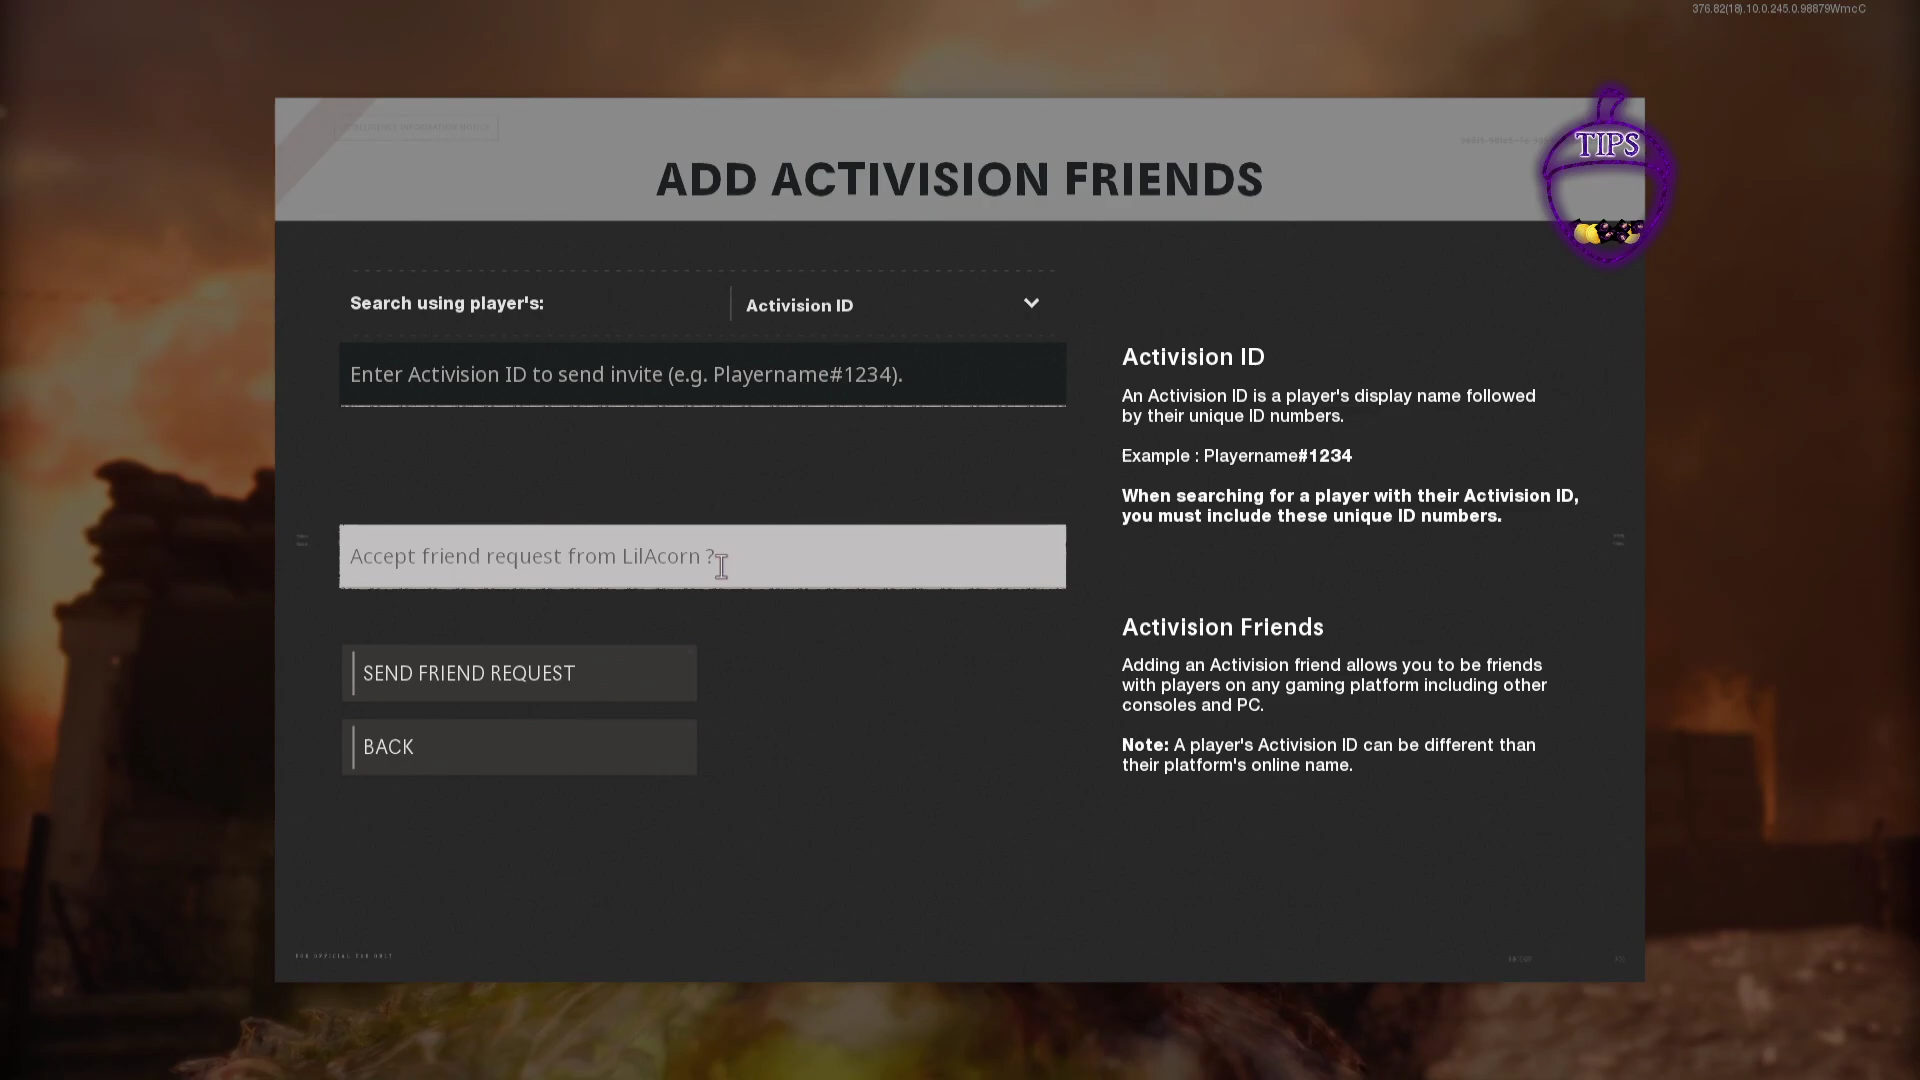 376.82(18).10.0.245.0.98879WmcC
TIPS
ADD ACTIVISION FRIENDS
Search using player's:
Activision ID
Enter Activision ID to send invite (e.g. Playername#1234).
Accept friend request from LilAcorn ?
SEND FRIEND REQUEST
BACK
Activision ID
An Activision ID is a player's display name followed
by their unique ID numbers.
Example : Playername#1234
When searching for a player with their Activision ID,
you must include these unique ID numbers.
Activision Friends
Adding an Activision friend allows you to be friends
with players on any gaming platform including other
consoles and PC.
Note: A player's Activision ID can be different than
their platform's online name.
FOR OFFICIAL USE ONLY